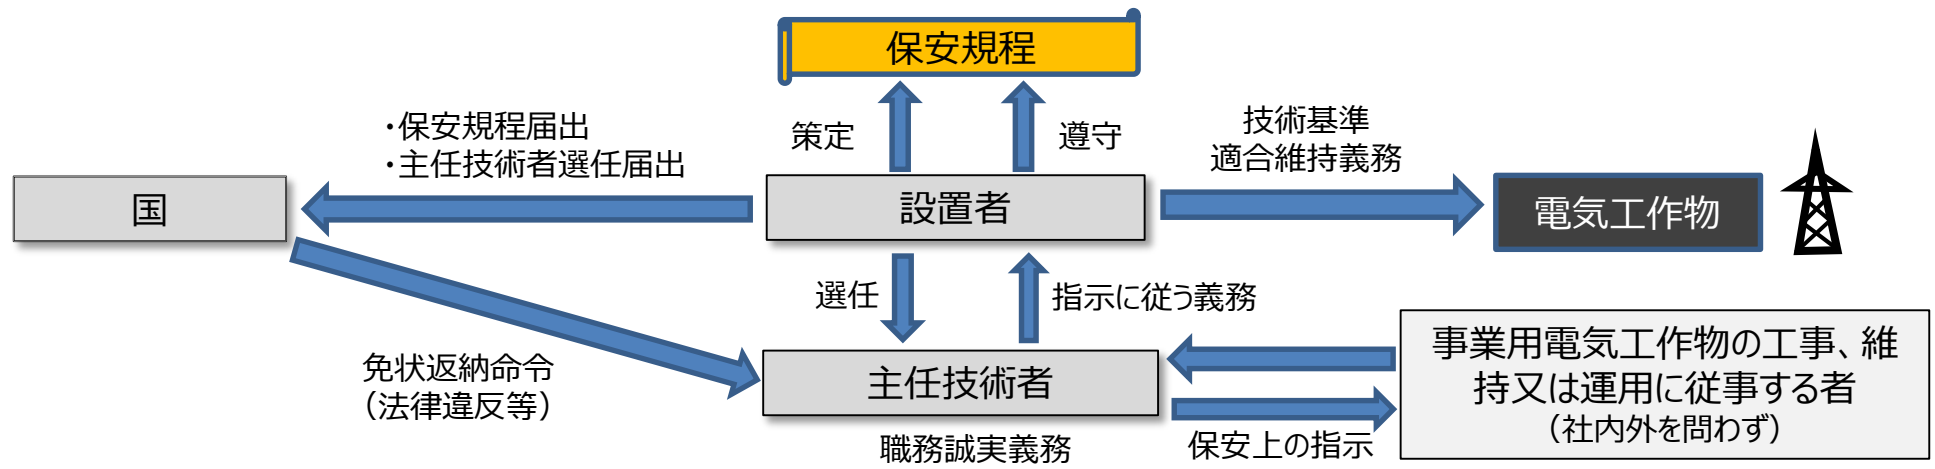 保安規程
・保安規程届出
・主任技術者選任届出
策定
遵守
技術基準
適合維持義務
国
設置者
電気工作物
選任
指示に従う義務
免状返納命令
（法律違反等）
主任技術者
職務誠実義務
保安上の指示
事業用電気工作物の工事、維
持又は運用に従事する者
（社内外を問わず）